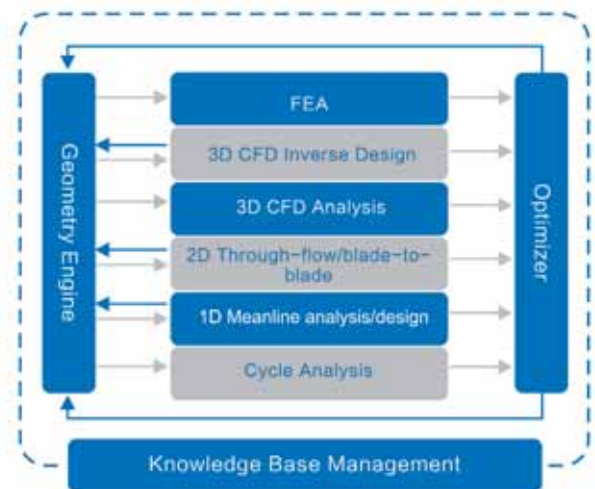 Geometry Engine
FEA
3D CFD Inverse Design
3D CFD Analysis
2D Through-flow/blade-to-
blade
1D Meanline analysis/design
Cycle Analysis
Optimizer
Knowledge Base Management